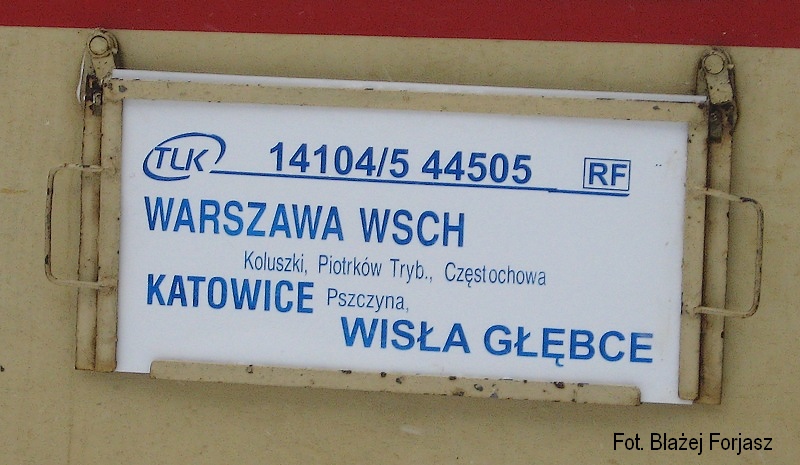 TLK 14104/5 44505 RF
WARSZAWA WSCH
Koluszki, Piotrków Tryb., Częstochowa
KATOWICE Pszczyna,
WISŁA GŁĘBCE
Fot. Błażej Forjasz